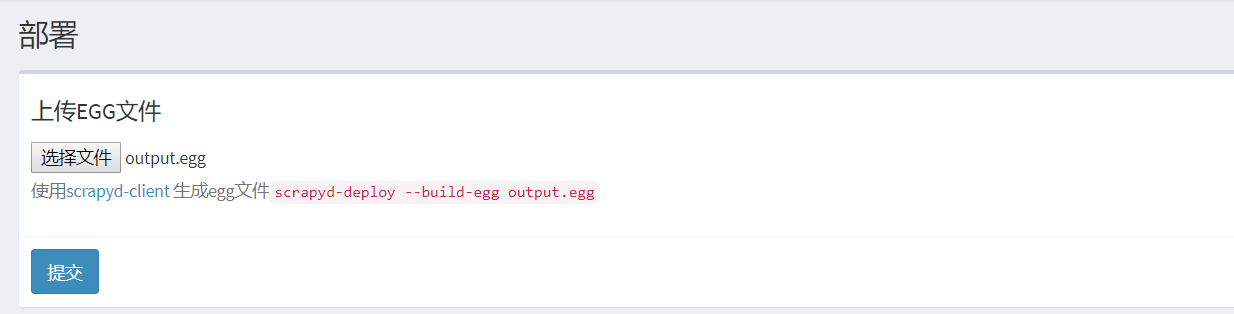 部署
上传EGG文件
选择文件 output.egg
使用scrapyd-client 生成egg文件 scrapyd-deploy --build-egg output.egg
提交